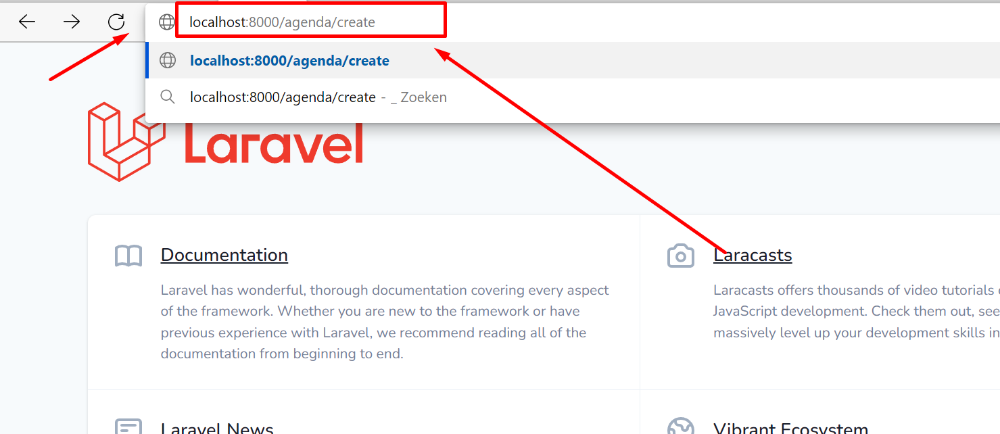 localhost:8000/agenda/create
localhost:8000/agenda/create
localhost:8000/agenda/create - _ Zoeken
Laravel
Documentation
Laravel has wonderful, thorough documentation covering every aspect
of the framework. Whether you are new to the framework or have
previous experience with Laravel, we recommend reading all of the
documentation from beginning to end.
Laracasts
Laracasts offers thousands of video tutorials
JavaScript development. Check them out, see
massively level up your development skills in
Laravel News
Vibrant Ecosystem